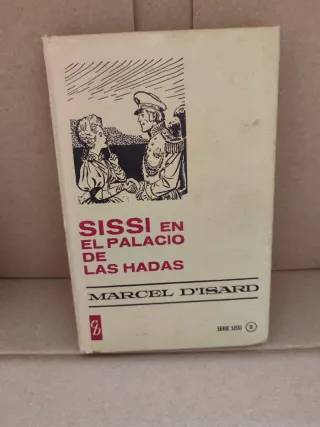 SISSI EN
EL PALACIO
DE
LAS HADAS
MARCEL D'ISARD
SERIE SISSI